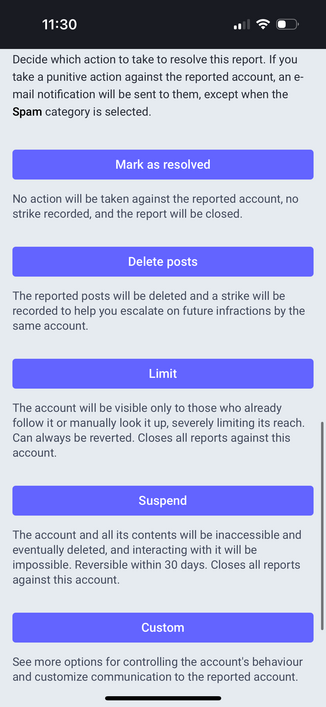 11:30
Decide which action to take to resolve this report. If you
take a punitive action against the reported account, an e-
mail notification will be sent to them, except when the
Spam category is selected.
Mark as resolved
No action will be taken against the reported account, no
strike recorded, and the report will be closed.
Delete posts
The reported posts will be deleted and a strike will be
recorded to help you escalate on future infractions by the
same account.
Limit
The account will be visible only to those who already
follow it or manually look it up, severely limiting its reach.
Can always be reverted. Closes all reports against this
account.
Suspend
The account and all its contents will be inaccessible and
eventually deleted, and interacting with it will be
impossible. Reversible within 30 days. Closes all reports
against this account.
Custom
See more options for controlling the account's behaviour
and customize communication to the reported account.